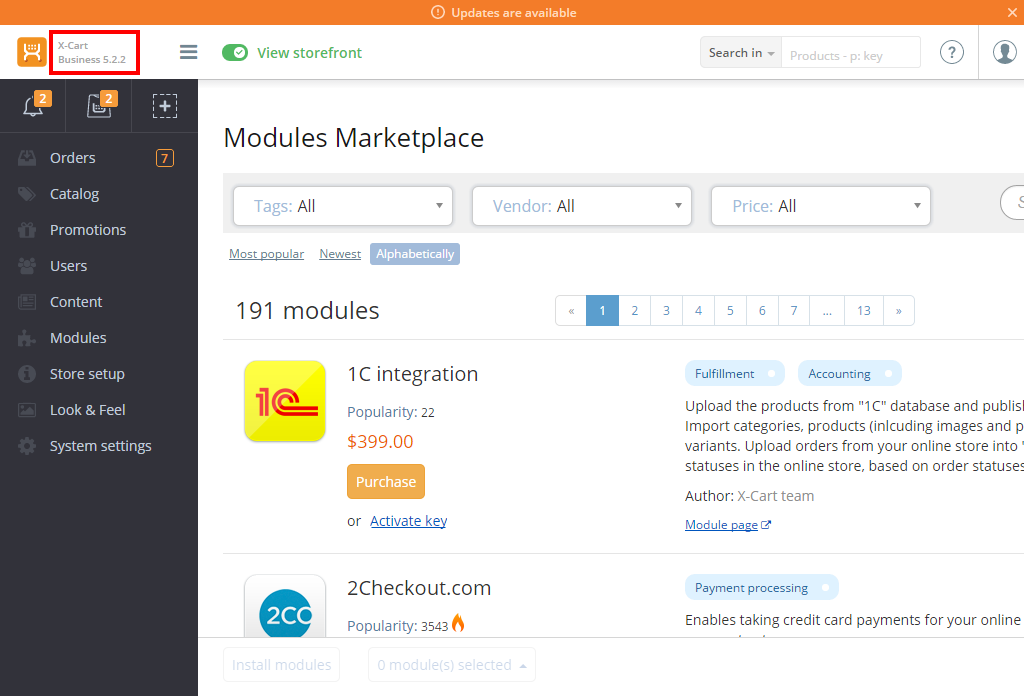 Updates are available
X-Cart
Business 5.2.2
View storefront
Search in
Products - p: key
?
2
2
Orders 7
Catalog
Promotions
Users
Content
Modules
Store setup
Look & Feel
System settings
Modules Marketplace
Tags: All
Vendor: All
Price: All
S
Most popular Newest Alphabetically
191 modules
« 1 2 3 4 5 6 7 ... 13 »
1C
1C integration
Popularity: 22
$399.00
Purchase
or Activate key
Fulfillment Accounting
Upload the products from "1C" database and publish
Import categories, products (inlcuding images and p
variants. Upload orders from your online store into "
statuses in the online store, based on order statuses
Author: X-Cart team
Module page
2CO
2Checkout.com
Popularity: 3543
Payment processing
Enables taking credit card payments for your online
Install modules
0 module(s) selected